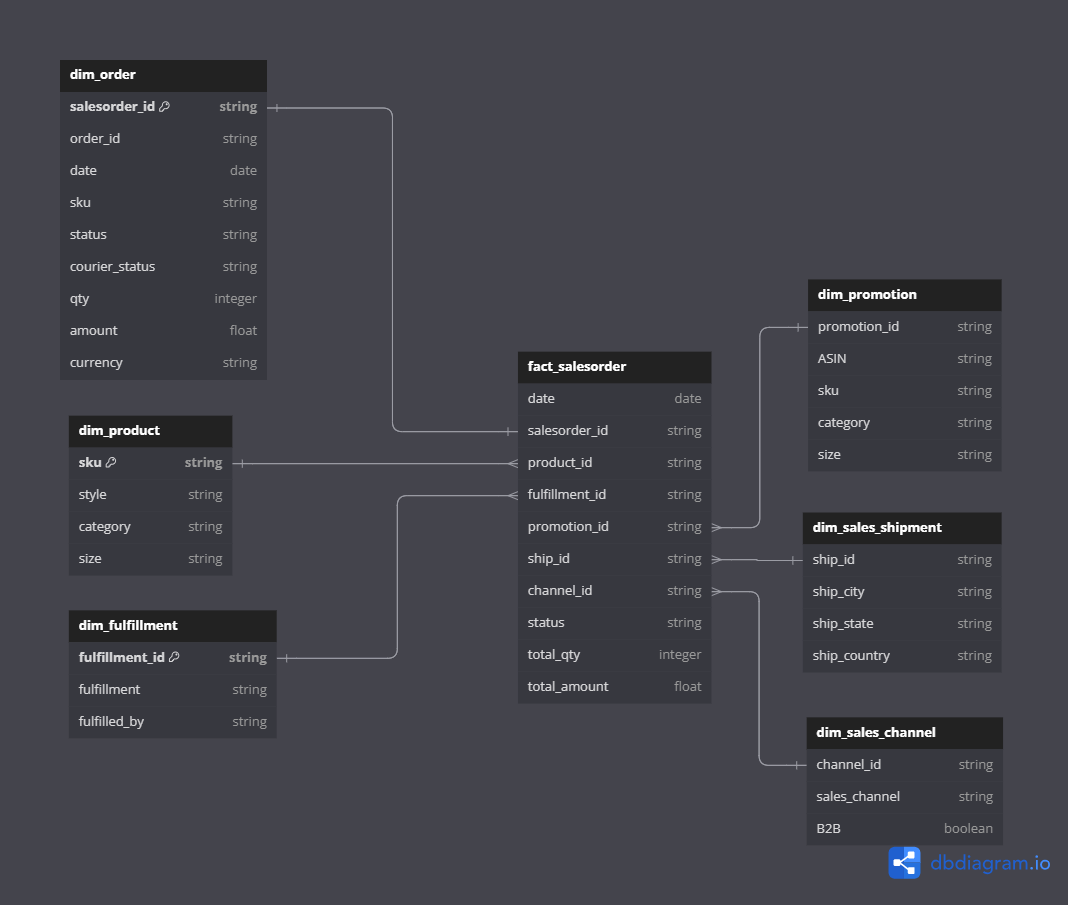 dim_order
salesorder_id string
order_id string
date date
sku string
status string
courier_status string
qty integer
amount float
currency string
dim_product
sku string
style string
category string
size string
dim_fulfillment
fulfillment_id string
fulfillment string
fulfilled_by string
fact_salesorder
date date
salesorder_id string
product_id string
fulfillment_id string
promotion_id string
ship_id string
channel_id string
status string
total_qty integer
total_amount float
dim_promotion
promotion_id string
ASIN string
sku string
category string
size string
dim_sales_shipment
ship_id string
ship_city string
ship_state string
ship_country string
dim_sales_channel
channel_id string
sales_channel string
B2B boolean
dbdiagram.io